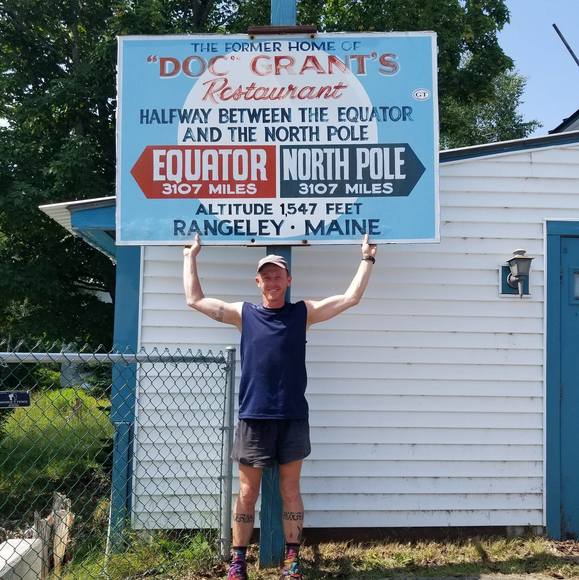 THE FORMER HOME OF
"DOC" GRANT'S
Restaurant
GT
HALFWAY BETWEEN THE EQUATOR
AND THE NORTH POLE
EQUATOR
3107 MILES
NORTH POLE
3107 MILES
ALTITUDE 1,547 FEET
RANGELEY · MAINE